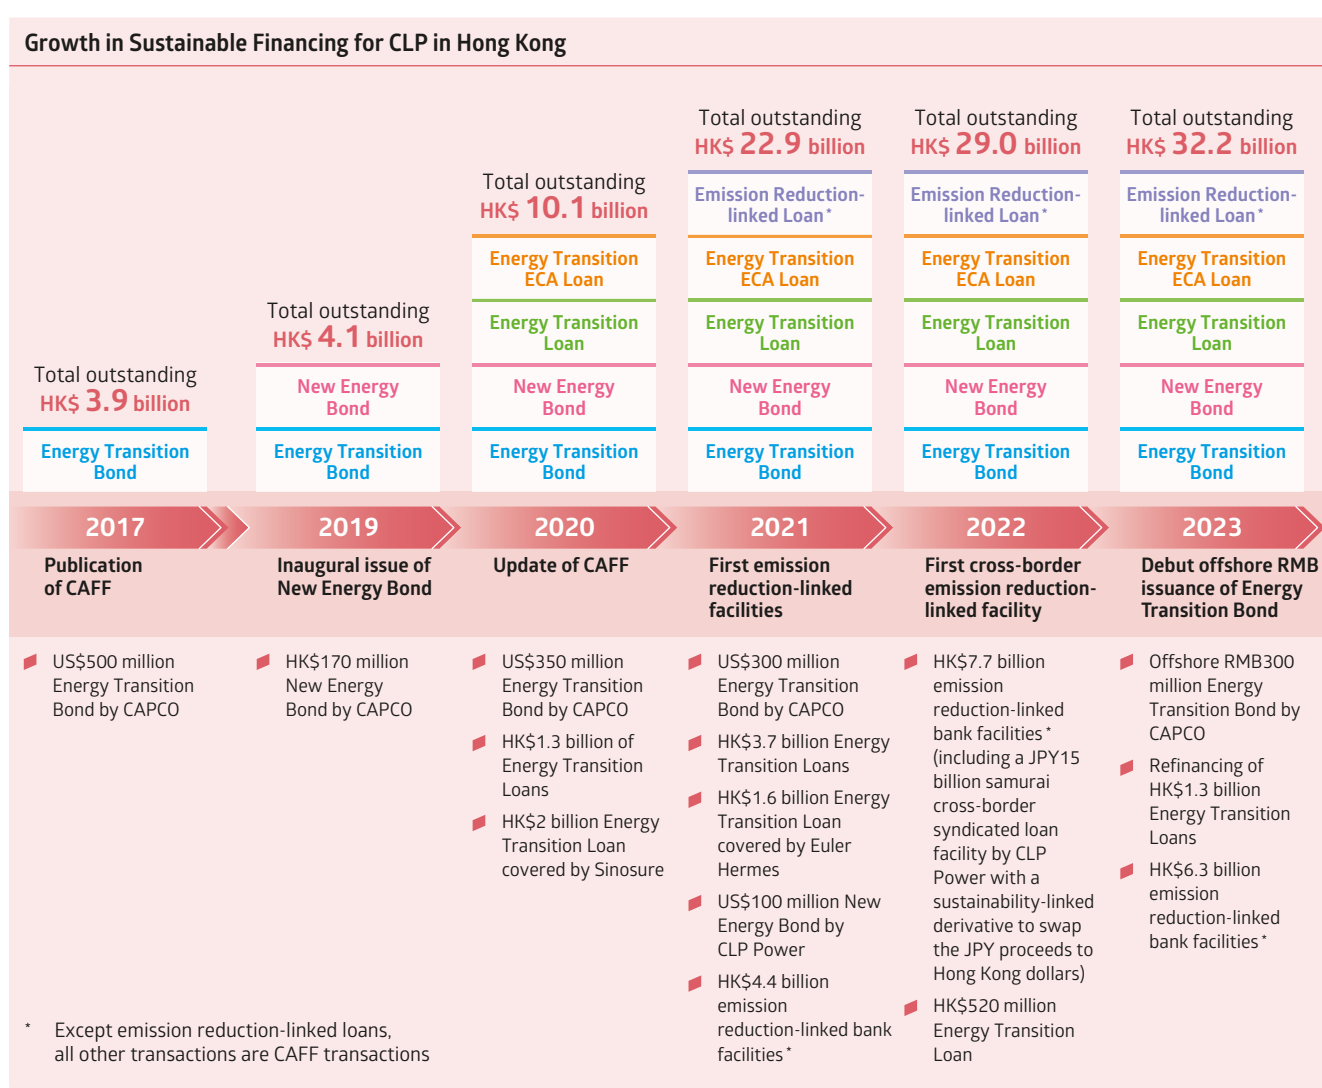 Growth in Sustainable Financing for CLP in Hong Kong
Total outstanding
HK$ 3.9 billion
Energy Transition
Bond
Total outstanding
HK$ 4.1 billion
New Energy
Bond
Energy Transition
Bond
Total outstanding
HK$ 10.1 billion
Energy Transition
ECA Loan
Energy Transition
Loan
New Energy
Bond
Energy Transition
Bond
Total outstanding
HK$ 22.9 billion
Emission Reduction-
linked Loan *
Energy Transition
ECA Loan
Energy Transition
Loan
New Energy
Bond
Energy Transition
Bond
Total outstanding
HK$ 29.0 billion
Emission Reduction-
linked Loan *
Energy Transition
ECA Loan
Energy Transition
Loan
New Energy
Bond
Energy Transition
Bond
Total outstanding
HK$ 32.2 billion
Emission Reduction-
linked Loan *
Energy Transition
ECA Loan
Energy Transition
Loan
New Energy
Bond
Energy Transition
Bond
2017
Publication
of CAFF
US$500 million
Energy Transition
Bond by CAPCO
2019
Inaugural issue of
New Energy Bond
HK$170 million
New Energy
Bond by CAPCO
2020
Update of CAFF
US$350 million
Energy Transition
Bond by CAPCO
HK$1.3 billion of
Energy Transition
Loans
HK$2 billion Energy
Transition Loan
covered by Sinosure
2021
First emission
reduction-linked
facilities
US$300 million
Energy Transition
Bond by CAPCO
HK$3.7 billion Energy
Transition Loans
HK$1.6 billion Energy
Transition Loan
covered by Euler
Hermes
US$100 million New
Energy Bond by
CLP Power
HK$4.4 billion
emission
reduction-linked bank
facilities *
2022
First cross-border
emission reduction-
linked facility
HK$7.7 billion
emission
reduction-linked
bank facilities *
(including a JPY15
billion samurai
cross-border
syndicated loan
facility by CLP
Power with a
sustainability-linked
derivative to swap
the JPY proceeds to
Hong Kong dollars)
HK$520 million
Energy Transition
Loan
2023
Debut offshore RMB
issuance of Energy
Transition Bond
Offshore RMB300
million Energy
Transition Bond by
CAPCO
Refinancing of
HK$1.3 billion
Energy Transition
Loans
HK$6.3 billion
emission
reduction-linked
bank facilities *
* Except emission reduction-linked loans,
all other transactions are CAFF transactions